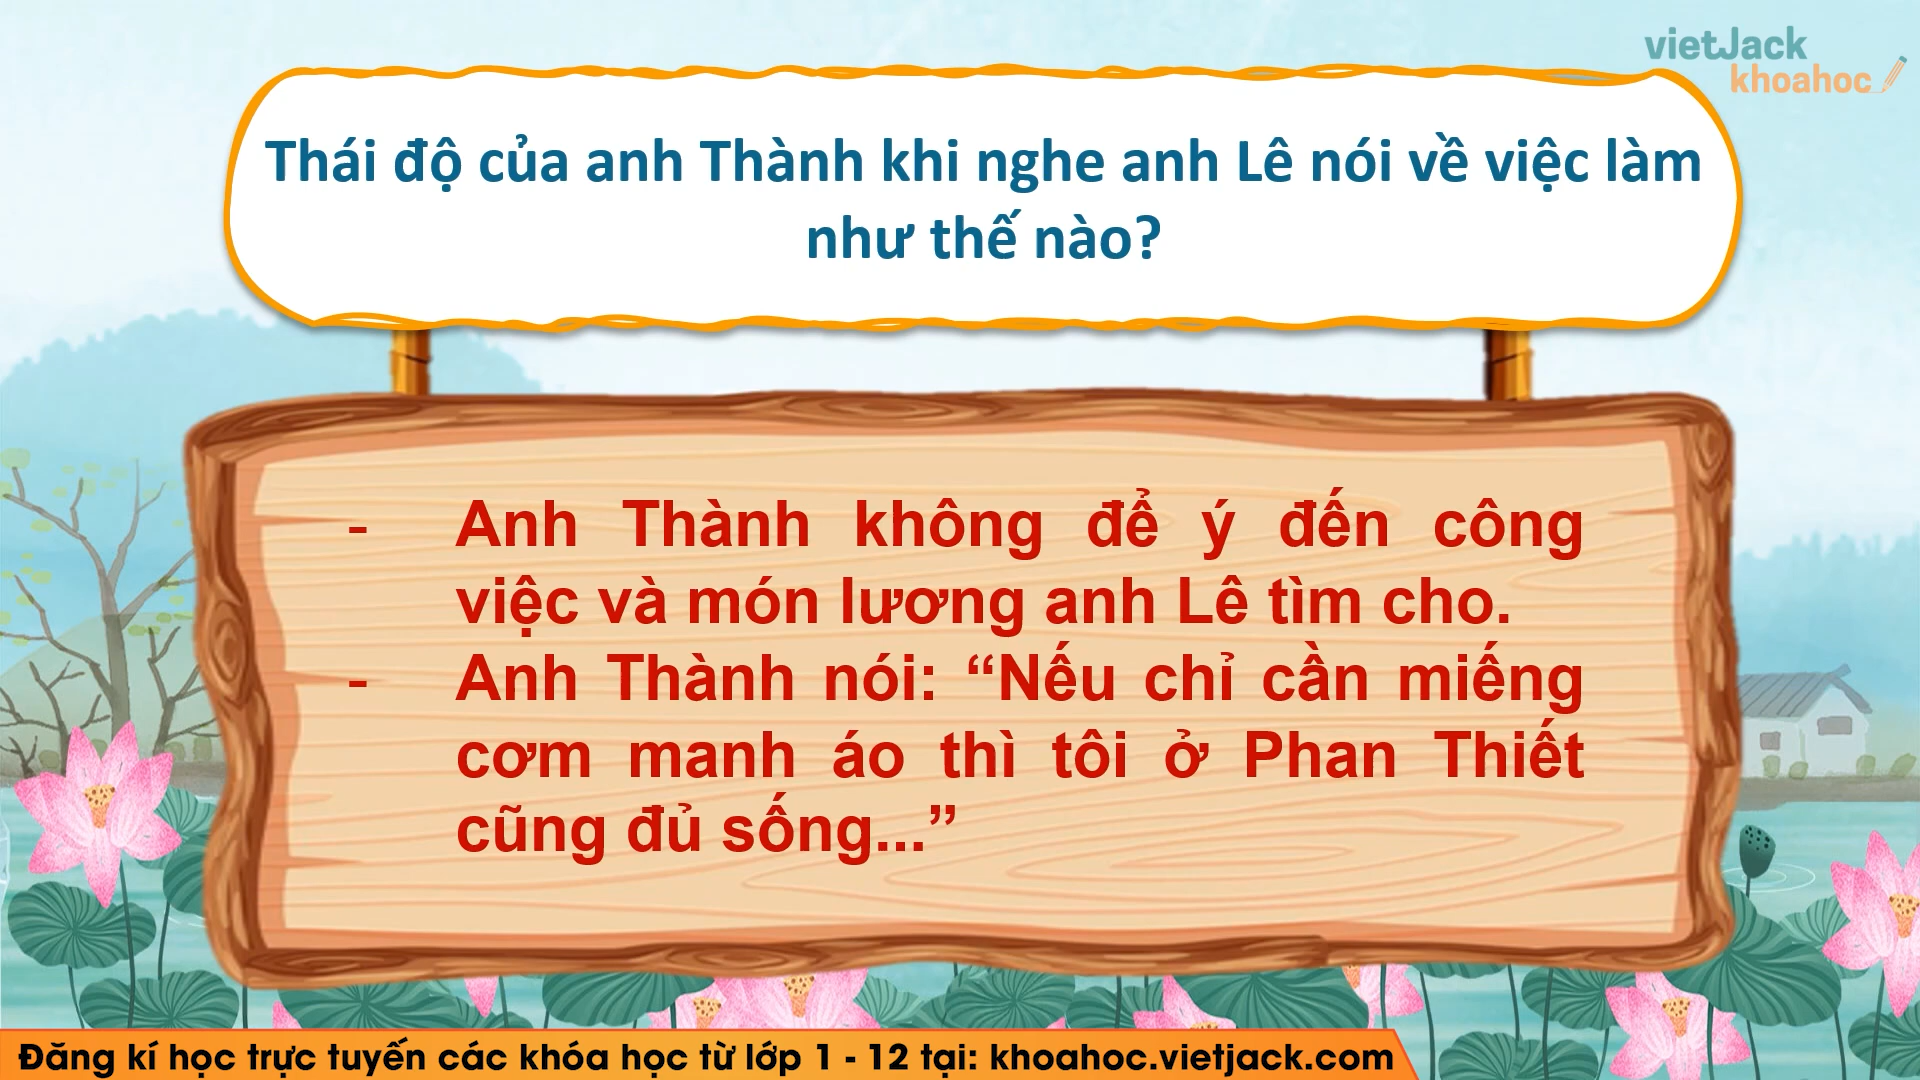 vietJack
khoahoc
Thái độ của anh Thành khi nghe anh Lê nói về việc làm
như thế nào?
- Anh Thành không để ý đến công
việc và món lương anh Lê tìm cho.
- Anh Thành nói: “Nếu chỉ cần miếng
cơm manh áo thì tôi ở Phan Thiết
cũng đủ sống...”
Đăng kí học trực tuyến các khóa học từ lớp 1 - 12 tại: khoahoc.vietjack.com